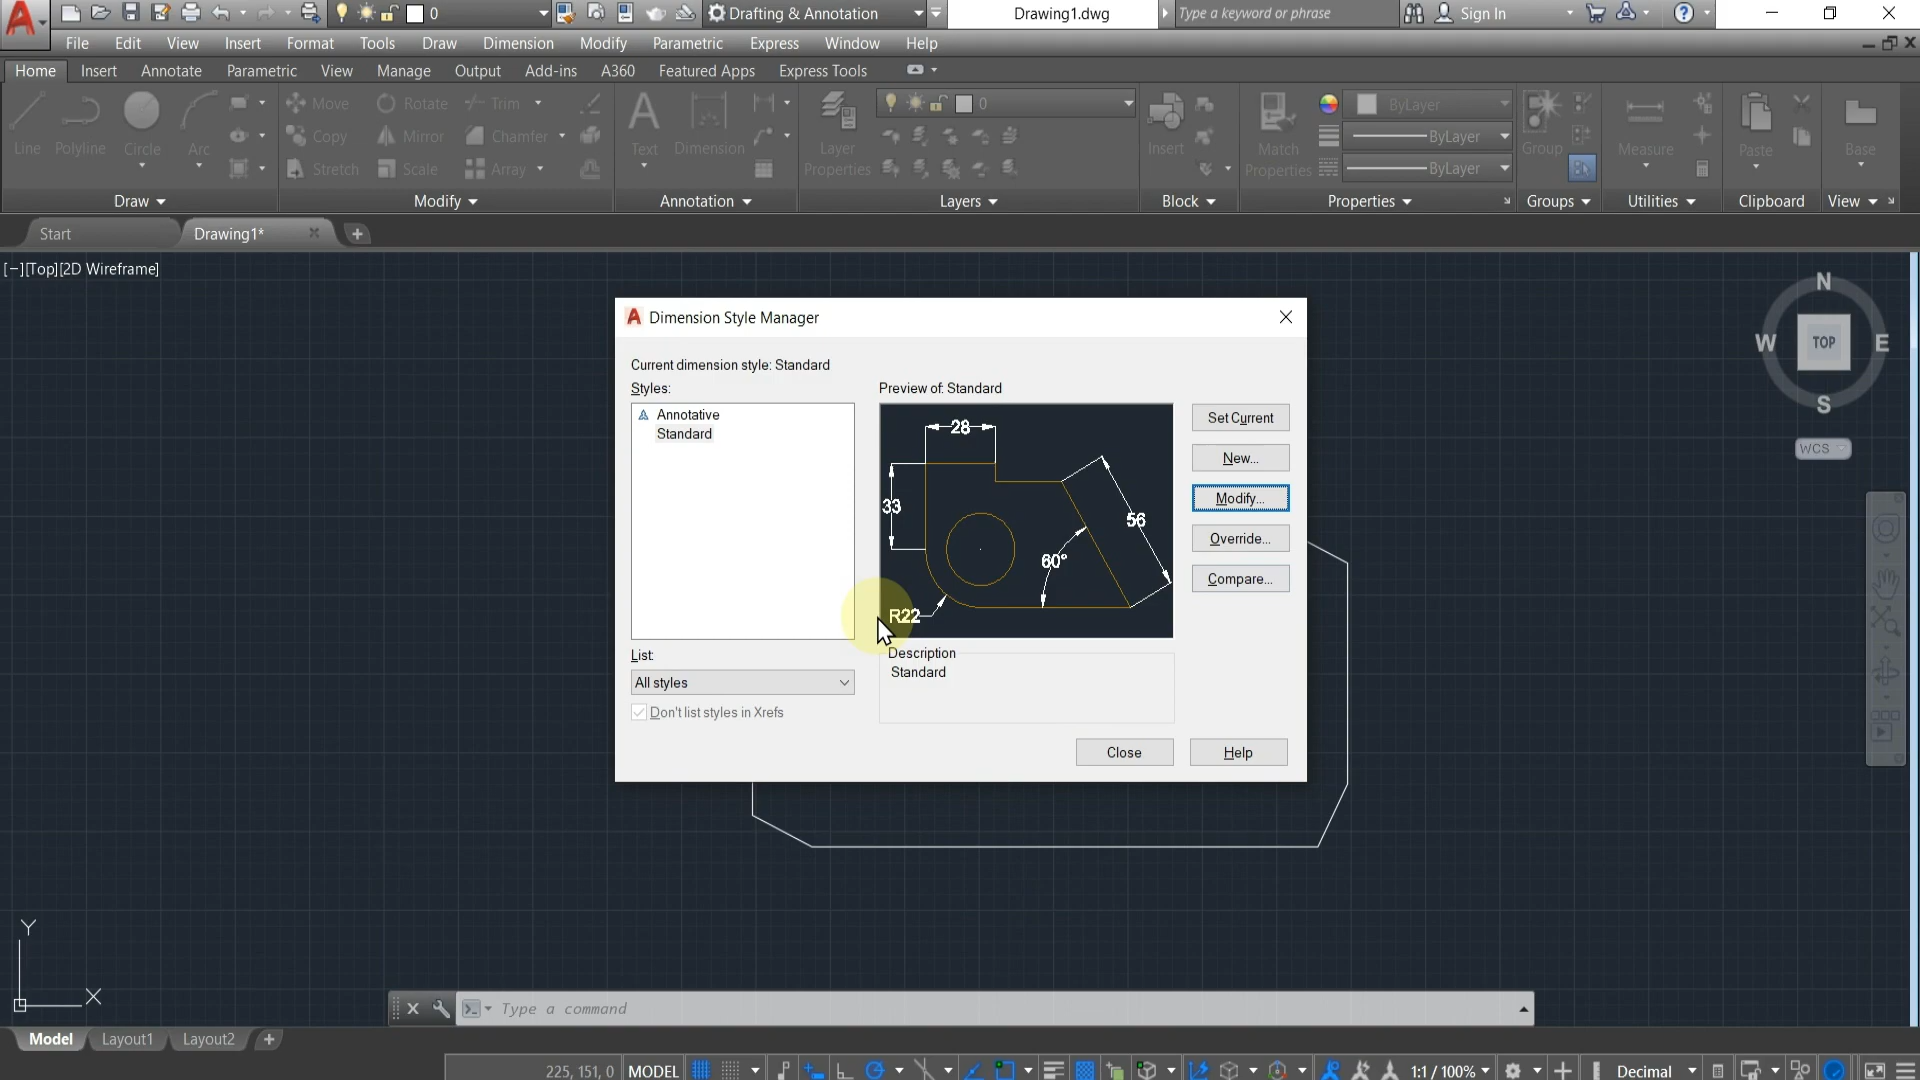 0
Drafting & Annotation
Drawing1.dwg
Type a keyword or phrase
Sign In
File Edit View Insert Format Tools Draw Dimension Modify Parametric Express Window Help
Home Insert Annotate Parametric View Manage Output Add-ins A360 Featured Apps Express Tools
Line Polyline Circle Arc
Move Rotate Trim
Copy Mirror Chamfer
Stretch Scale Array
Text Dimension
Layer Properties
0
Insert
Match Properties
ByLayer
ByLayer
ByLayer
Group Measure Paste Base
Draw Modify Annotation Layers Block Properties Groups Utilities Clipboard View
Start Drawing1*
[-][Top][2D Wireframe]
N
W TOP E
S
WCS
Dimension Style Manager
Current dimension style: Standard
Styles:
Annotative
Standard
Preview of: Standard
28
33
56
60°
R22
Set Current
New...
Modify...
Override...
Compare...
List:
All styles
Don't list styles in Xrefs
Description
Standard
Close Help
Y
X
Type a command
Model Layout1 Layout2
225, 151, 0 MODEL 1:1 / 100% Decimal